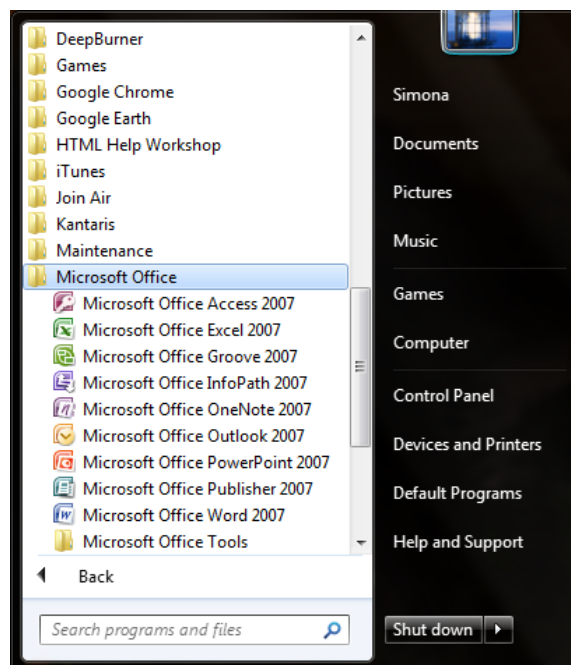 DeepBurner
Games
Google Chrome
Google Earth
HTML Help Workshop
iTunes
Join Air
Kantaris
Maintenance
Microsoft Office
Microsoft Office Access 2007
Microsoft Office Excel 2007
Microsoft Office Groove 2007
Microsoft Office InfoPath 2007
Microsoft Office OneNote 2007
Microsoft Office Outlook 2007
Microsoft Office PowerPoint 2007
Microsoft Office Publisher 2007
Microsoft Office Word 2007
Microsoft Office Tools
Back
Search programs and files
Simona
Documents
Pictures
Music
Games
Computer
Control Panel
Devices and Printers
Default Programs
Help and Support
Shut down